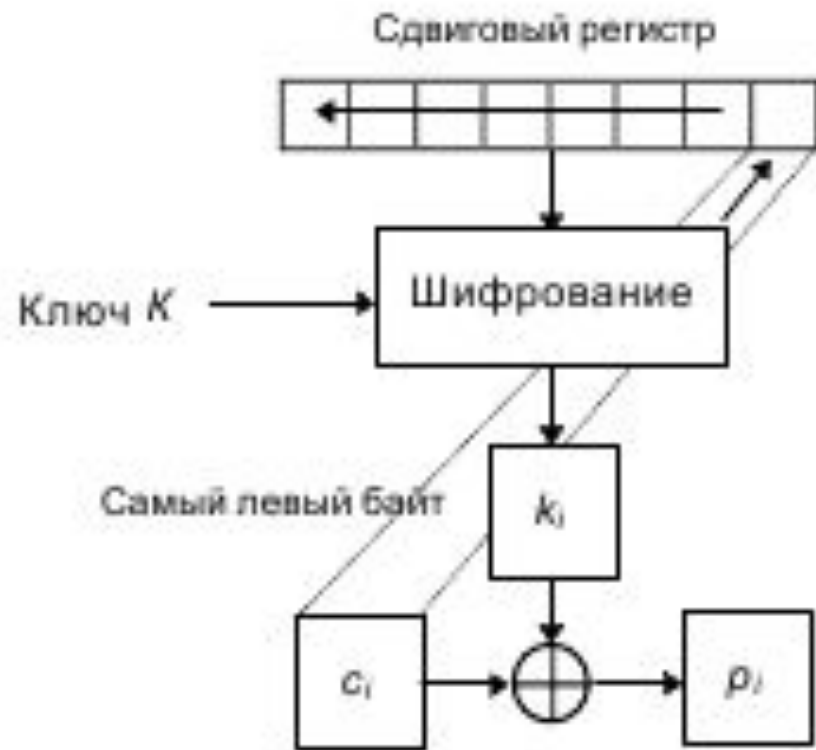 Сдвиговый регистр
Шифрование
Ключ K
Самый левый байт
kᵢ
cᵢ
pᵢ